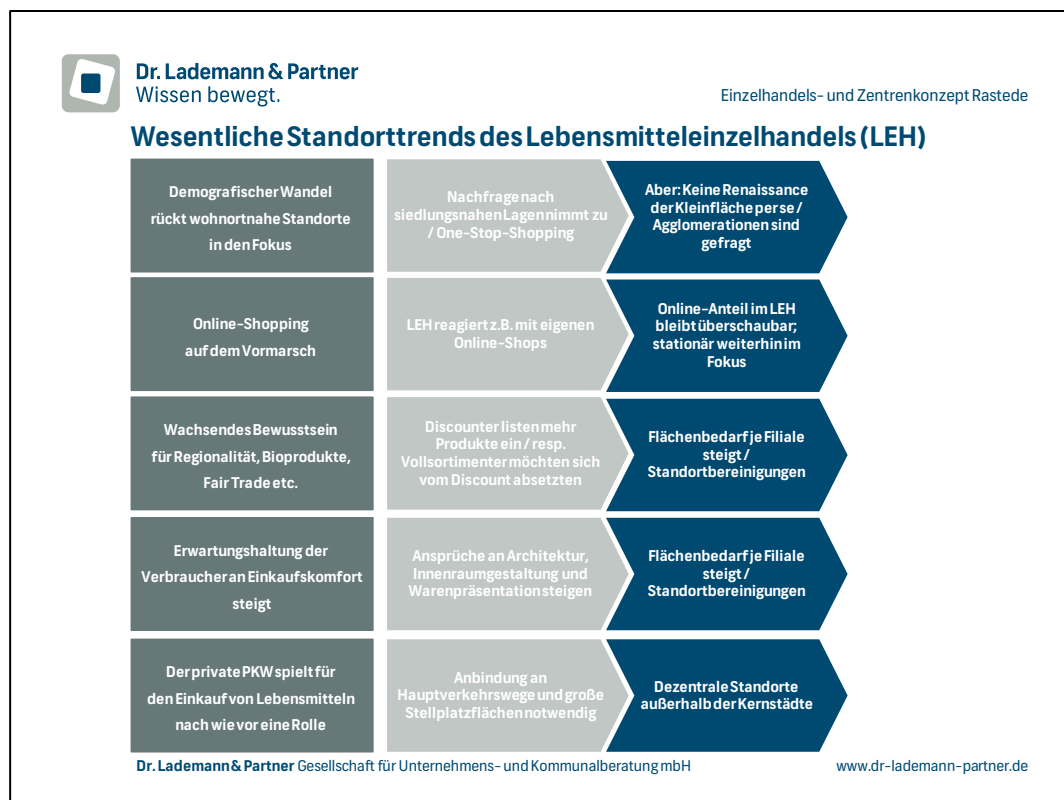 Dr. Lademann & Partner
Wissen bewegt.
Einzelhandels- und Zentrenkonzept Rastede
Wesentliche Standorttrends des Lebensmitteleinzelhandels (LEH)
Demografischer Wandel
rückt wohnortnahe Standorte
in den Fokus
Nachfrage nach
siedlungsnahen Lagen nimmt zu
/ One-Stop-Shopping
Aber: Keine Renaissance
der Kleinfläche per se /
Agglomerationen sind
gefragt
Online-Shopping
auf dem Vormarsch
LEH reagiert z.B. mit eigenen
Online-Shops
Online-Anteil im LEH
bleibt überschaubar;
stationär weiterhin im
Fokus
Wachsendes Bewusstsein
für Regionalität, Bioprodukte,
Fair Trade etc.
Discounter listen mehr
Produkte ein / resp.
Vollsortimenter möchten sich
vom Discount absetzten
Flächenbedarf je Filiale
steigt /
Standortbereinigungen
Erwartungshaltung der
Verbraucher an Einkaufskomfort
steigt
Ansprüche an Architektur,
Innenraumgestaltung und
Warenpräsentation steigen
Flächenbedarf je Filiale
steigt /
Standortbereinigungen
Der private PKW spielt für
den Einkauf von Lebensmitteln
nach wie vor eine Rolle
Anbindung an
Hauptverkehrswege und große
Stellplatzflächen notwendig
Dezentrale Standorte
außerhalb der Kernstädte
Dr. Lademann & Partner Gesellschaft für Unternehmens- und Kommunalberatung mbH
www.dr-lademann-partner.de